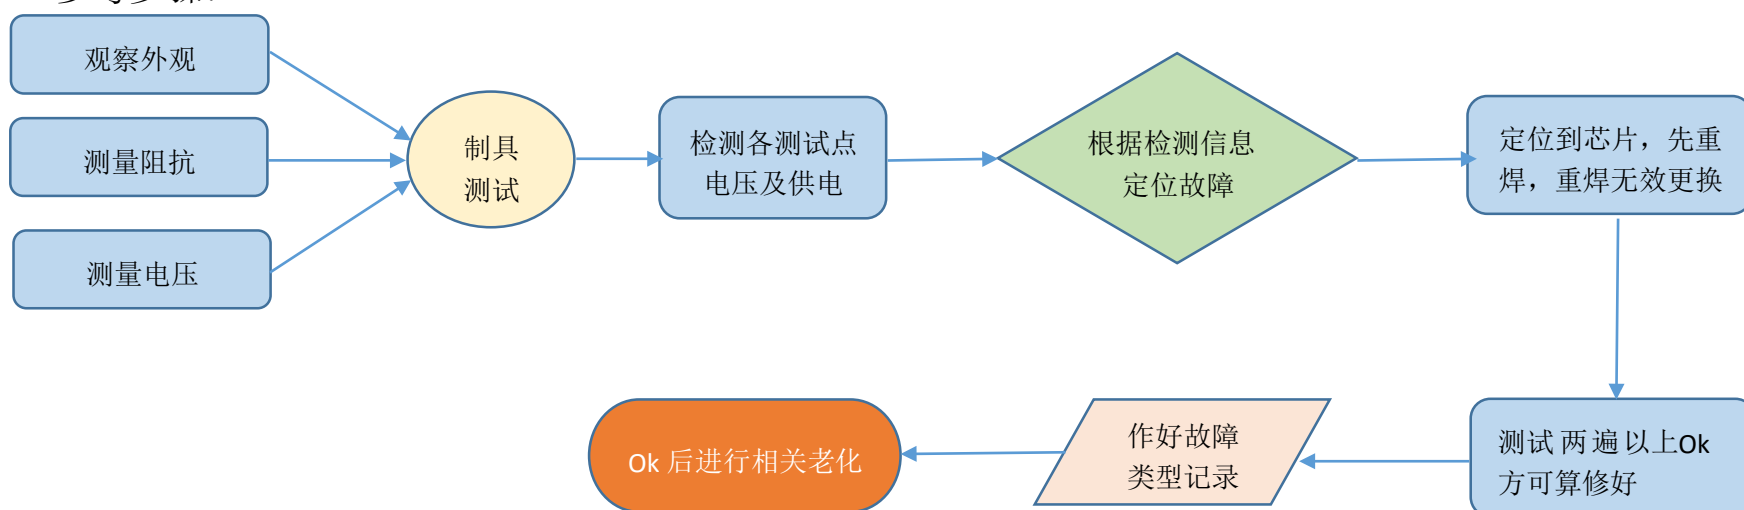 观察外观
测量阻抗
测量电压
制具
测试
检测各测试点
电压及供电
根据检测信息
定位故障
定位到芯片，先重
焊，重焊无效更换
测试两遍以上Ok
方可算修好
作好故障
类型记录
Ok 后进行相关老化